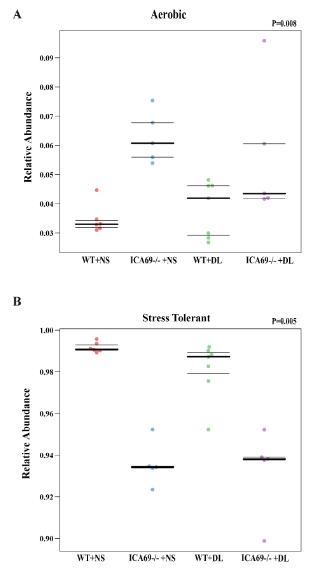 A
Aerobic
P=0.008
0.09
0.08
0.07
0.06
0.05
0.04
0.03
Relative Abundance
WT+NS ICA69-/- +NS WT+DL ICA69-/- +DL
B
Stress Tolerant
P=0.005
1.00
0.98
0.96
0.94
0.92
0.90
Relative Abundance
WT+NS ICA69-/- +NS WT+DL ICA69-/- +DL